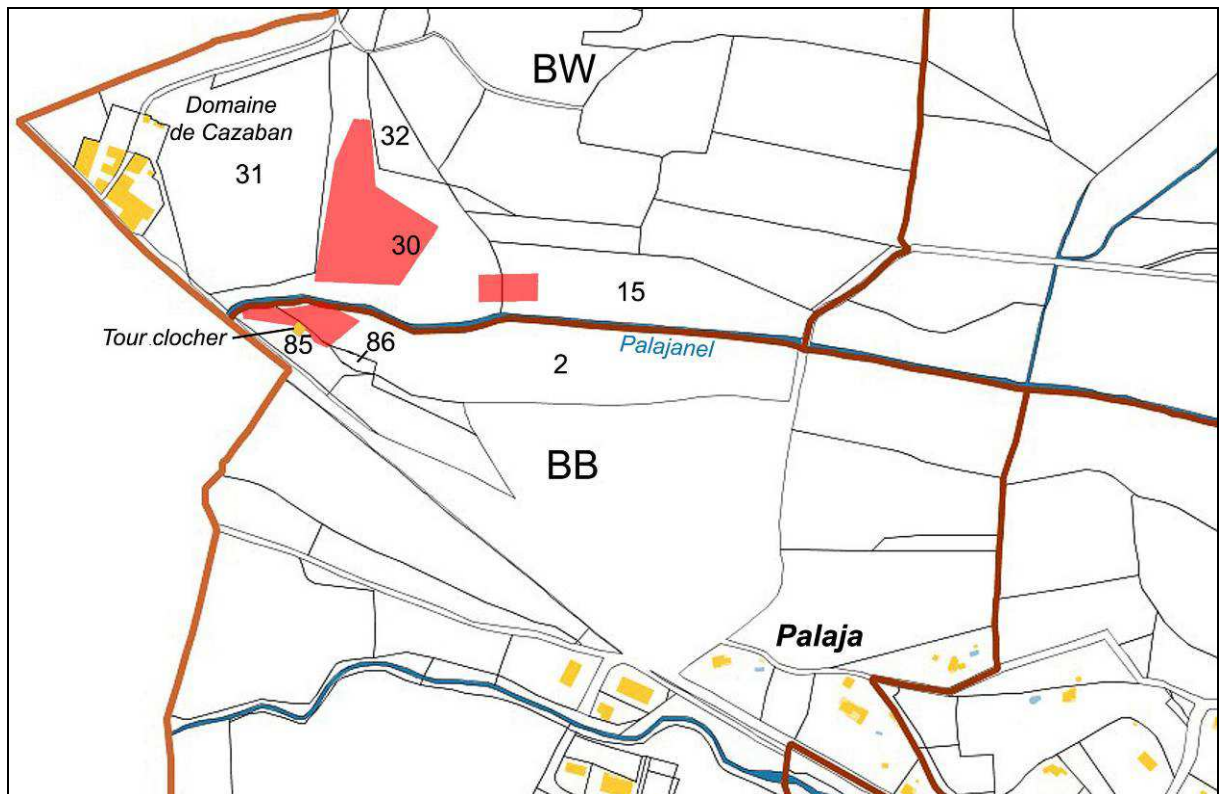 BW
Domaine
de Cazaban
32
31
30
15
Tour clocher
85
86
Palajanel
2
BB
Palaja